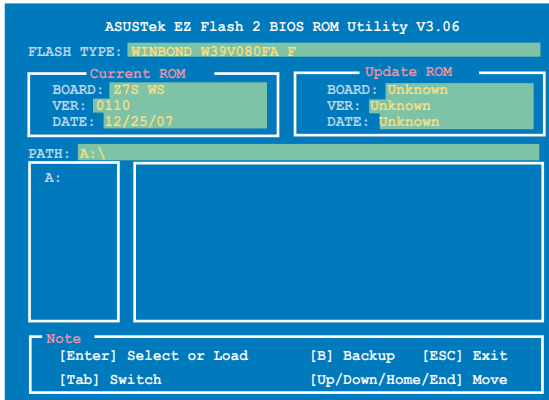 ASUSTek EZ Flash 2 BIOS ROM Utility V3.06
FLASH TYPE: WINBOND W39V080FA F
Current ROM
BOARD: Z7S WS
VER: 0110
DATE: 12/25/07
Update ROM
BOARD: Unknown
VER: Unknown
DATE: Unknown
PATH: A:\
A:
Note
[Enter] Select or Load [B] Backup [ESC] Exit
[Tab] Switch [Up/Down/Home/End] Move